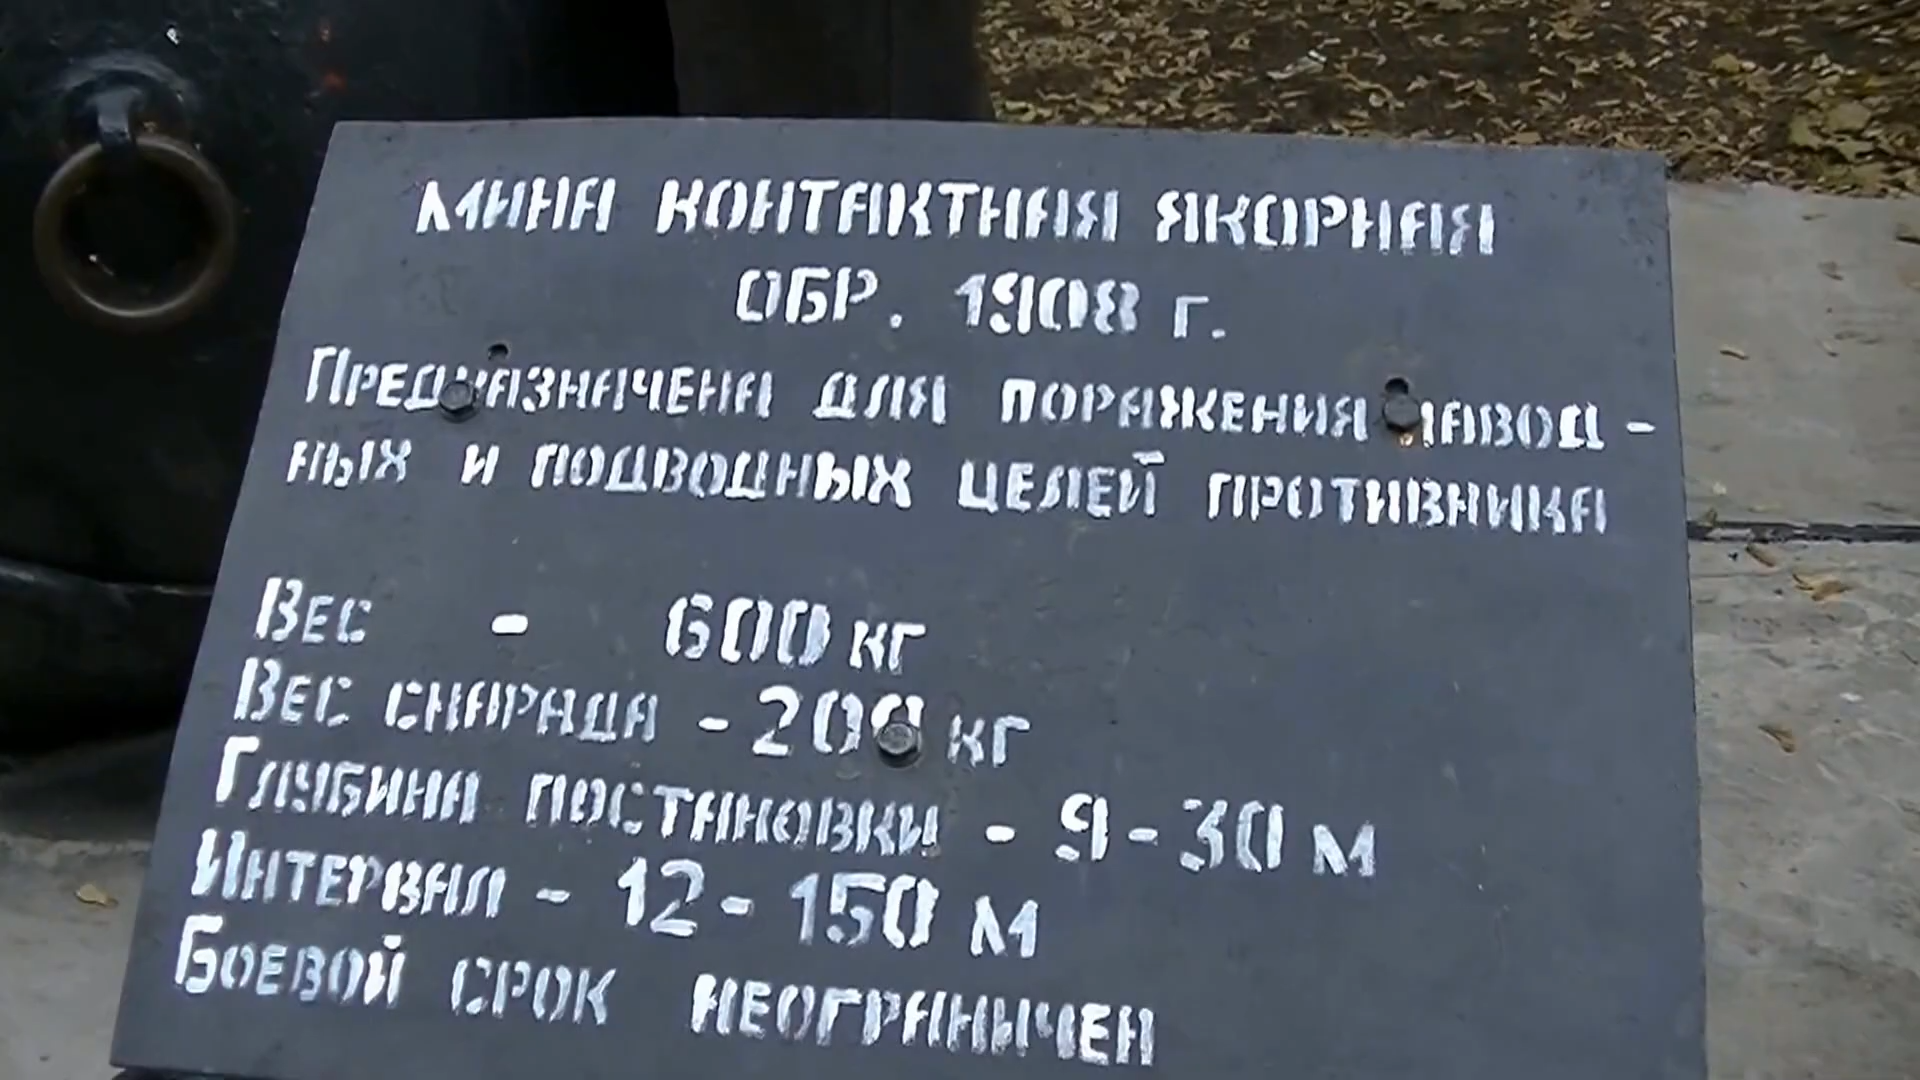 МИНА КОНТАКТНАЯ ЯКОРНАЯ
ОБР. 1908 г.
ПРЕДНАЗНАЧЕНА ДЛЯ ПОРАЖЕНИЯ НАВОД-
НЫХ И ПОДВОДНЫХ ЦЕЛЕЙ ПРОТИВНИКА
ВЕС - 600 кг
ВЕС СНАРЯДА - 200 кг
ГЛУБИНА ПОСТАНОВКИ - 9-30 М
ИНТЕРВАЛ - 12-150 М
БОЕВОЙ СРОК НЕОГРАНИЧЕН